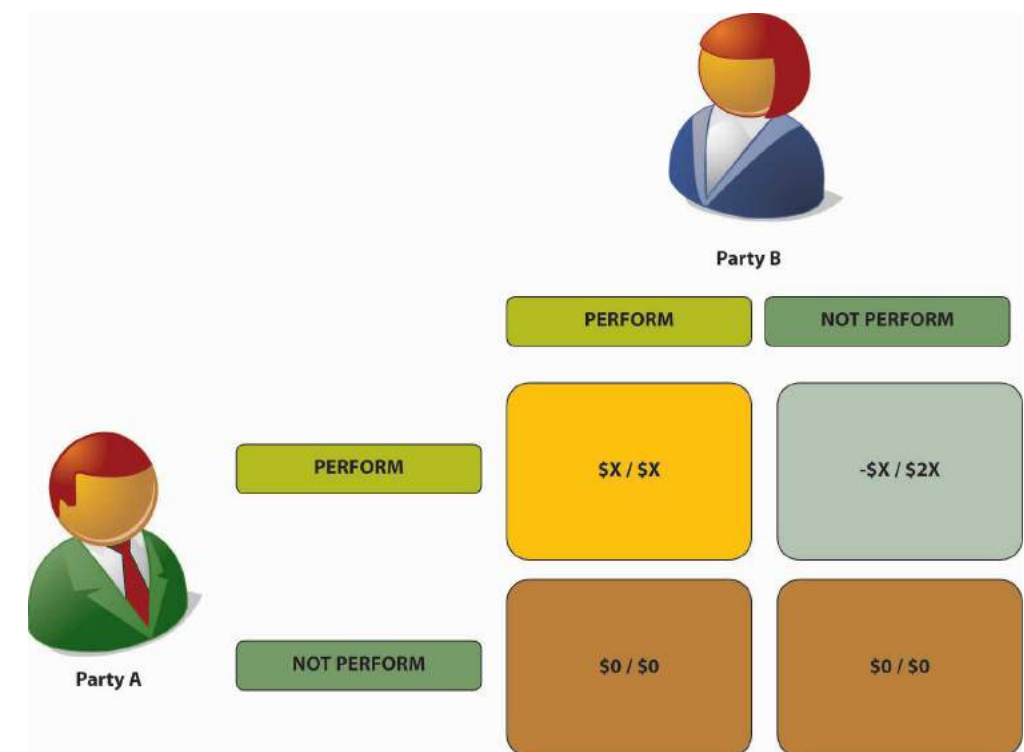 Party B
PERFORM NOT PERFORM
PERFORM $X / $X -$X / $2X
NOT PERFORM $0 / $0 $0 / $0
Party A